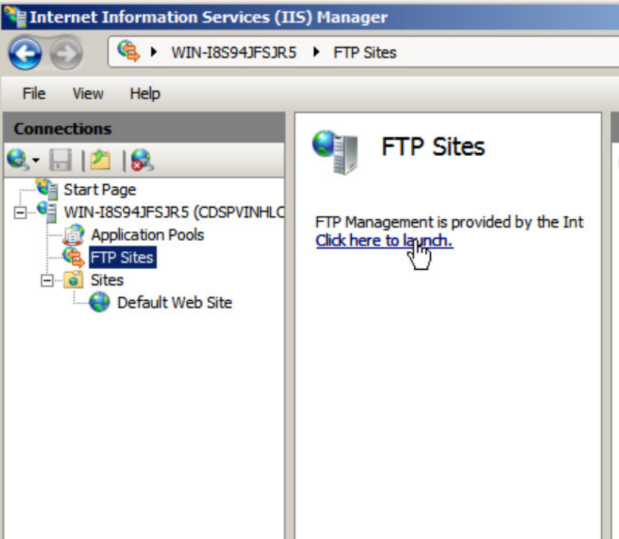 Internet Information Services (IIS) Manager
WIN-I8S94JFSJR5 FTP Sites
File View Help
Connections
Start Page
WIN-I8S94JFSJR5 (CDSPVINHLC
Application Pools
FTP Sites
Sites
Default Web Site
FTP Sites
FTP Management is provided by the Int
Click here to launch.